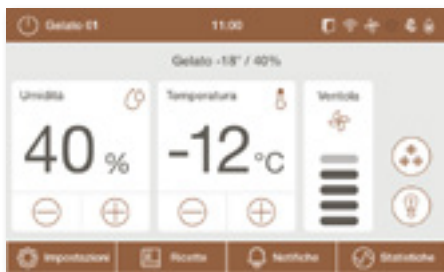 Gelato 01 11:00
Gelato -18° / 40%
Umidità Temperatura Ventola
40 % -12 °C
Impostazioni Ricette Notifiche Statistiche